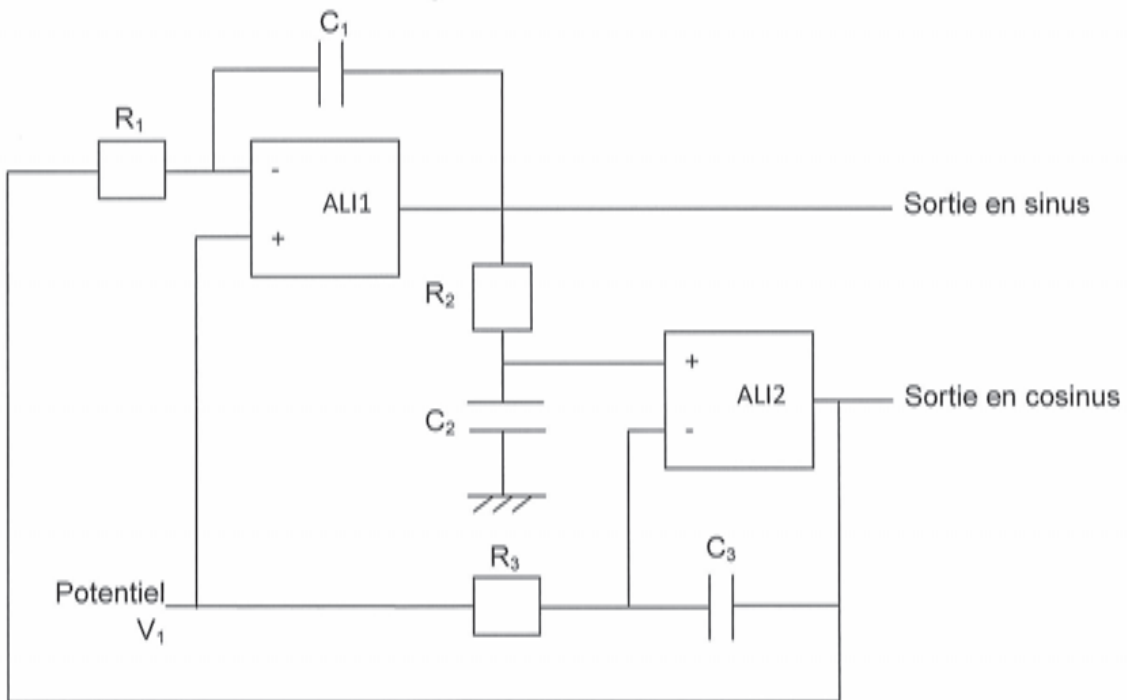 C₁
R₁
-
ALI1
+
Sortie en sinus
R₂
+
ALI2
-
Sortie en cosinus
C₂
R₃
C₃
Potentiel
V₁